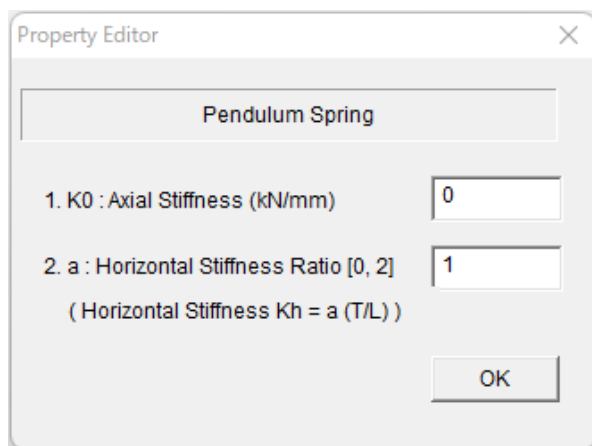 Property Editor
Pendulum Spring
1. K0 : Axial Stiffness (kN/mm)
0
2. a : Horizontal Stiffness Ratio [0, 2]
1
( Horizontal Stiffness Kh = a (T/L) )
OK